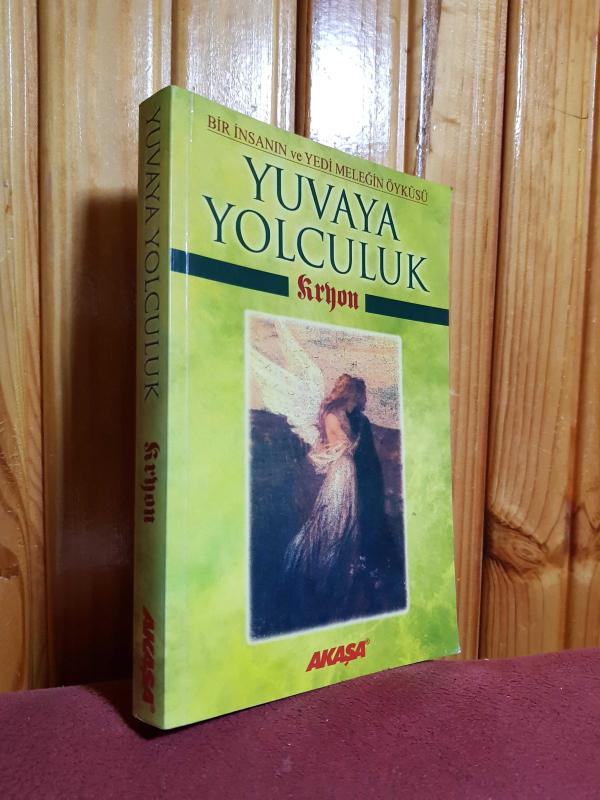 BİR İNSANIN ve YEDİ MELEĞİN ÖYKÜSÜ
YUVAYA
YOLCULUK
Kryon
AKAŞA®
YUVAYA YOLCULUK
Kryon
AKAŞA®